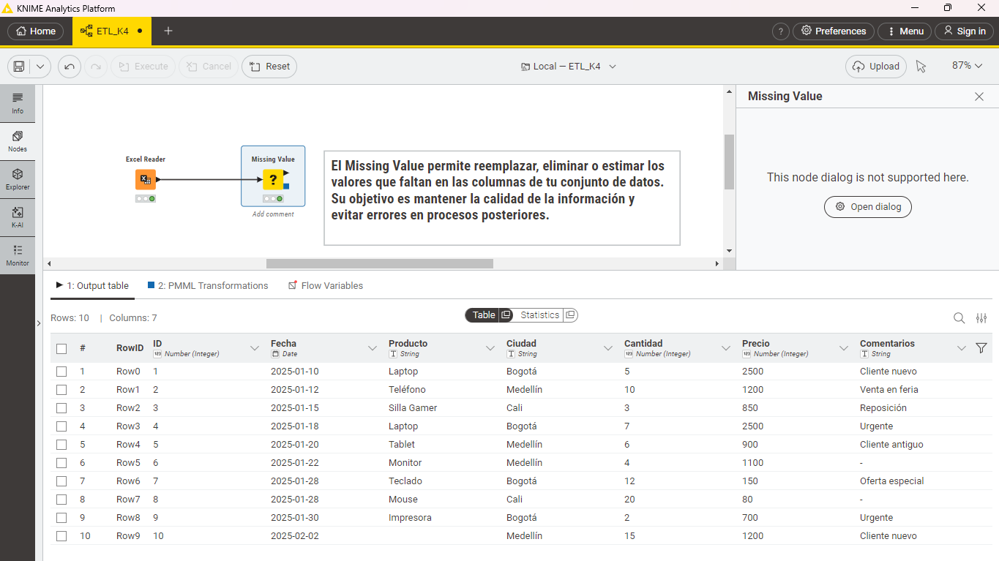 KNIME Analytics Platform
Home
ETL_K4
?
Preferences
Menu
Sign in
Execute
Cancel
Reset
Local — ETL_K4
Upload
87%
Info
Nodes
Explorer
K-AI
Monitor
Excel Reader
Missing Value
?
Add comment
El Missing Value permite reemplazar, eliminar o estimar los
valores que faltan en las columnas de tu conjunto de datos.
Su objetivo es mantener la calidad de la información y
evitar errores en procesos posteriores.
Missing Value
This node dialog is not supported here.
Open dialog
1: Output table 2: PMML Transformations Flow Variables
Rows: 10 | Columns: 7
Table Statistics
# RowID ID Fecha Producto Ciudad Cantidad Precio Comentarios
Number (Integer) Date String String Number (Integer) Number (Integer) String
1 Row0 1 2025-01-10 Laptop Bogotá 5 2500 Cliente nuevo
2 Row1 2 2025-01-12 Teléfono Medellín 10 1200 Venta en feria
3 Row2 3 2025-01-15 Silla Gamer Cali 3 850 Reposición
4 Row3 4 2025-01-18 Laptop Bogotá 7 2500 Urgente
5 Row4 5 2025-01-20 Tablet Medellín 6 900 Cliente antiguo
6 Row5 6 2025-01-22 Monitor Medellín 4 1100 -
7 Row6 7 2025-01-28 Teclado Bogotá 12 150 Oferta especial
8 Row7 8 2025-01-28 Mouse Cali 20 80 -
9 Row8 9 2025-01-30 Impresora Bogotá 2 700 Urgente
10 Row9 10 2025-02-02 Medellín 15 1200 Cliente nuevo